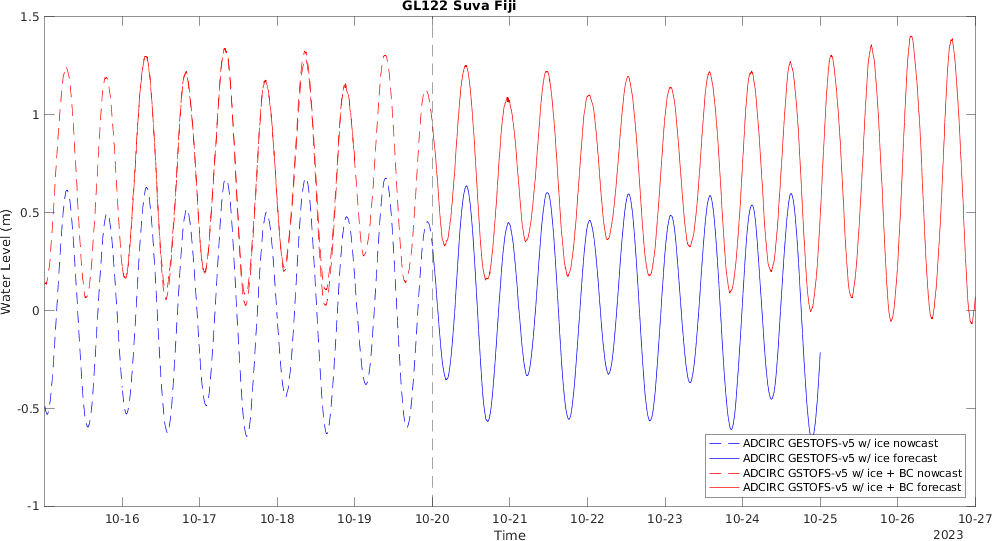 GL122 Suva Fiji
1.5
1
0.5
0
-0.5
-1
Water Level (m)
10-16 10-17 10-18 10-19 10-20 10-21 10-22 10-23 10-24 10-25 10-26 10-27
Time
2023
ADCIRC GESTOFS-v5 w/ ice nowcast
ADCIRC GESTOFS-v5 w/ ice forecast
ADCIRC GSTOFS-v5 w/ ice + BC nowcast
ADCIRC GSTOFS-v5 w/ ice + BC forecast